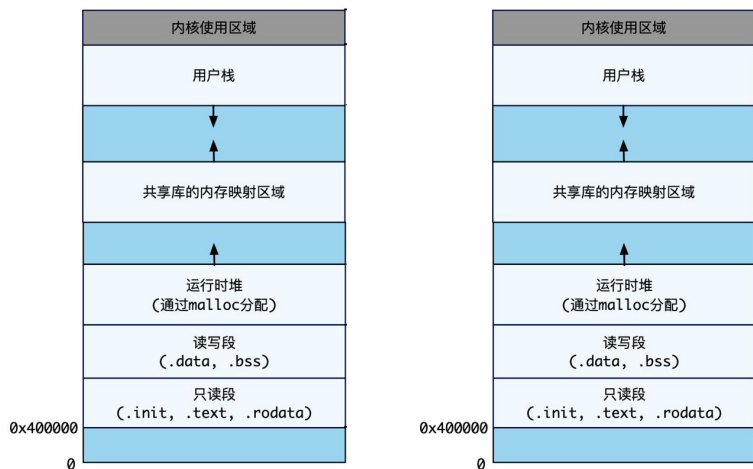 内核使用区域
用户栈
共享库的内存映射区域
运行时堆
(通过malloc分配)
读写段
(.data, .bss)
只读段
(.init, .text, .rodata)
0x400000
0
内核使用区域
用户栈
共享库的内存映射区域
运行时堆
(通过malloc分配)
读写段
(.data, .bss)
只读段
(.init, .text, .rodata)
0x400000
0